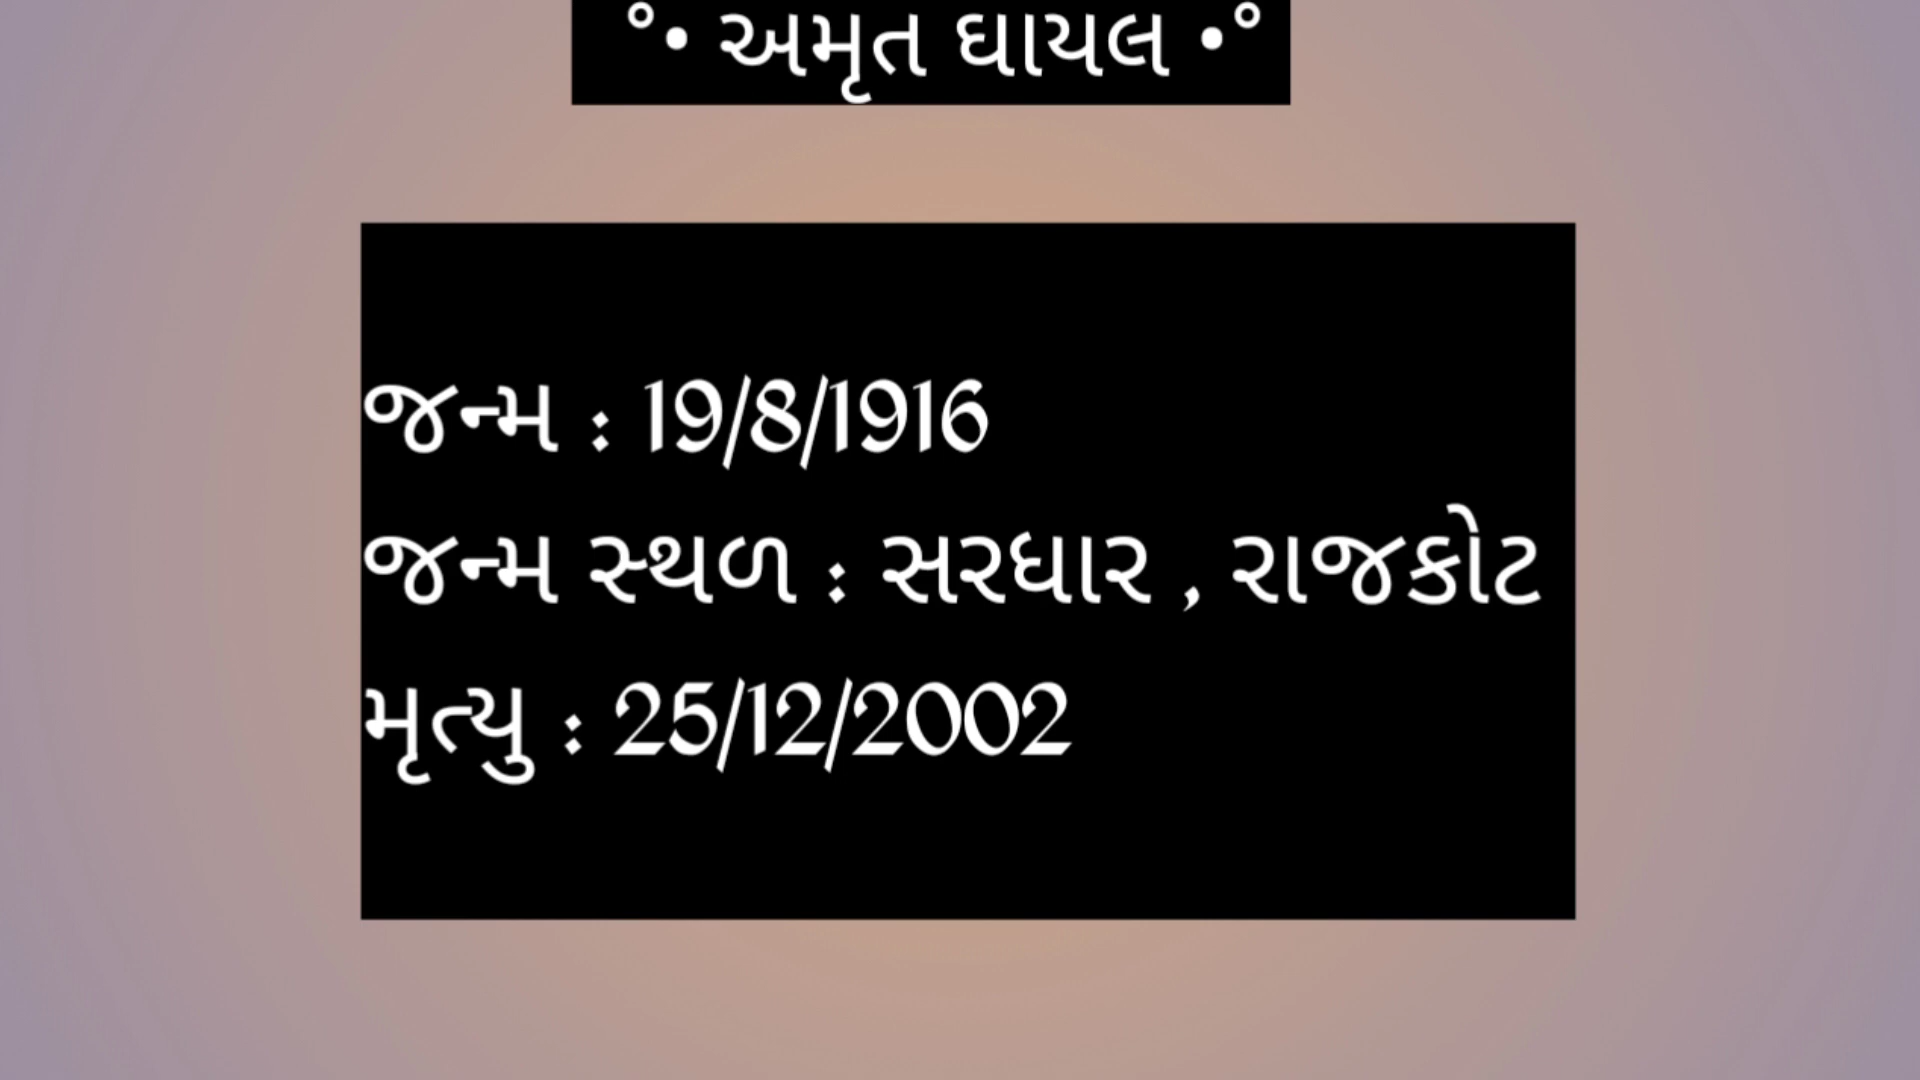 °• અમૃત ઘાયલ •°
જન્મ : 19/8/1916
જન્મ સ્થળ : સરધાર , રાજકોટ
મૃત્યુ : 25/12/2002